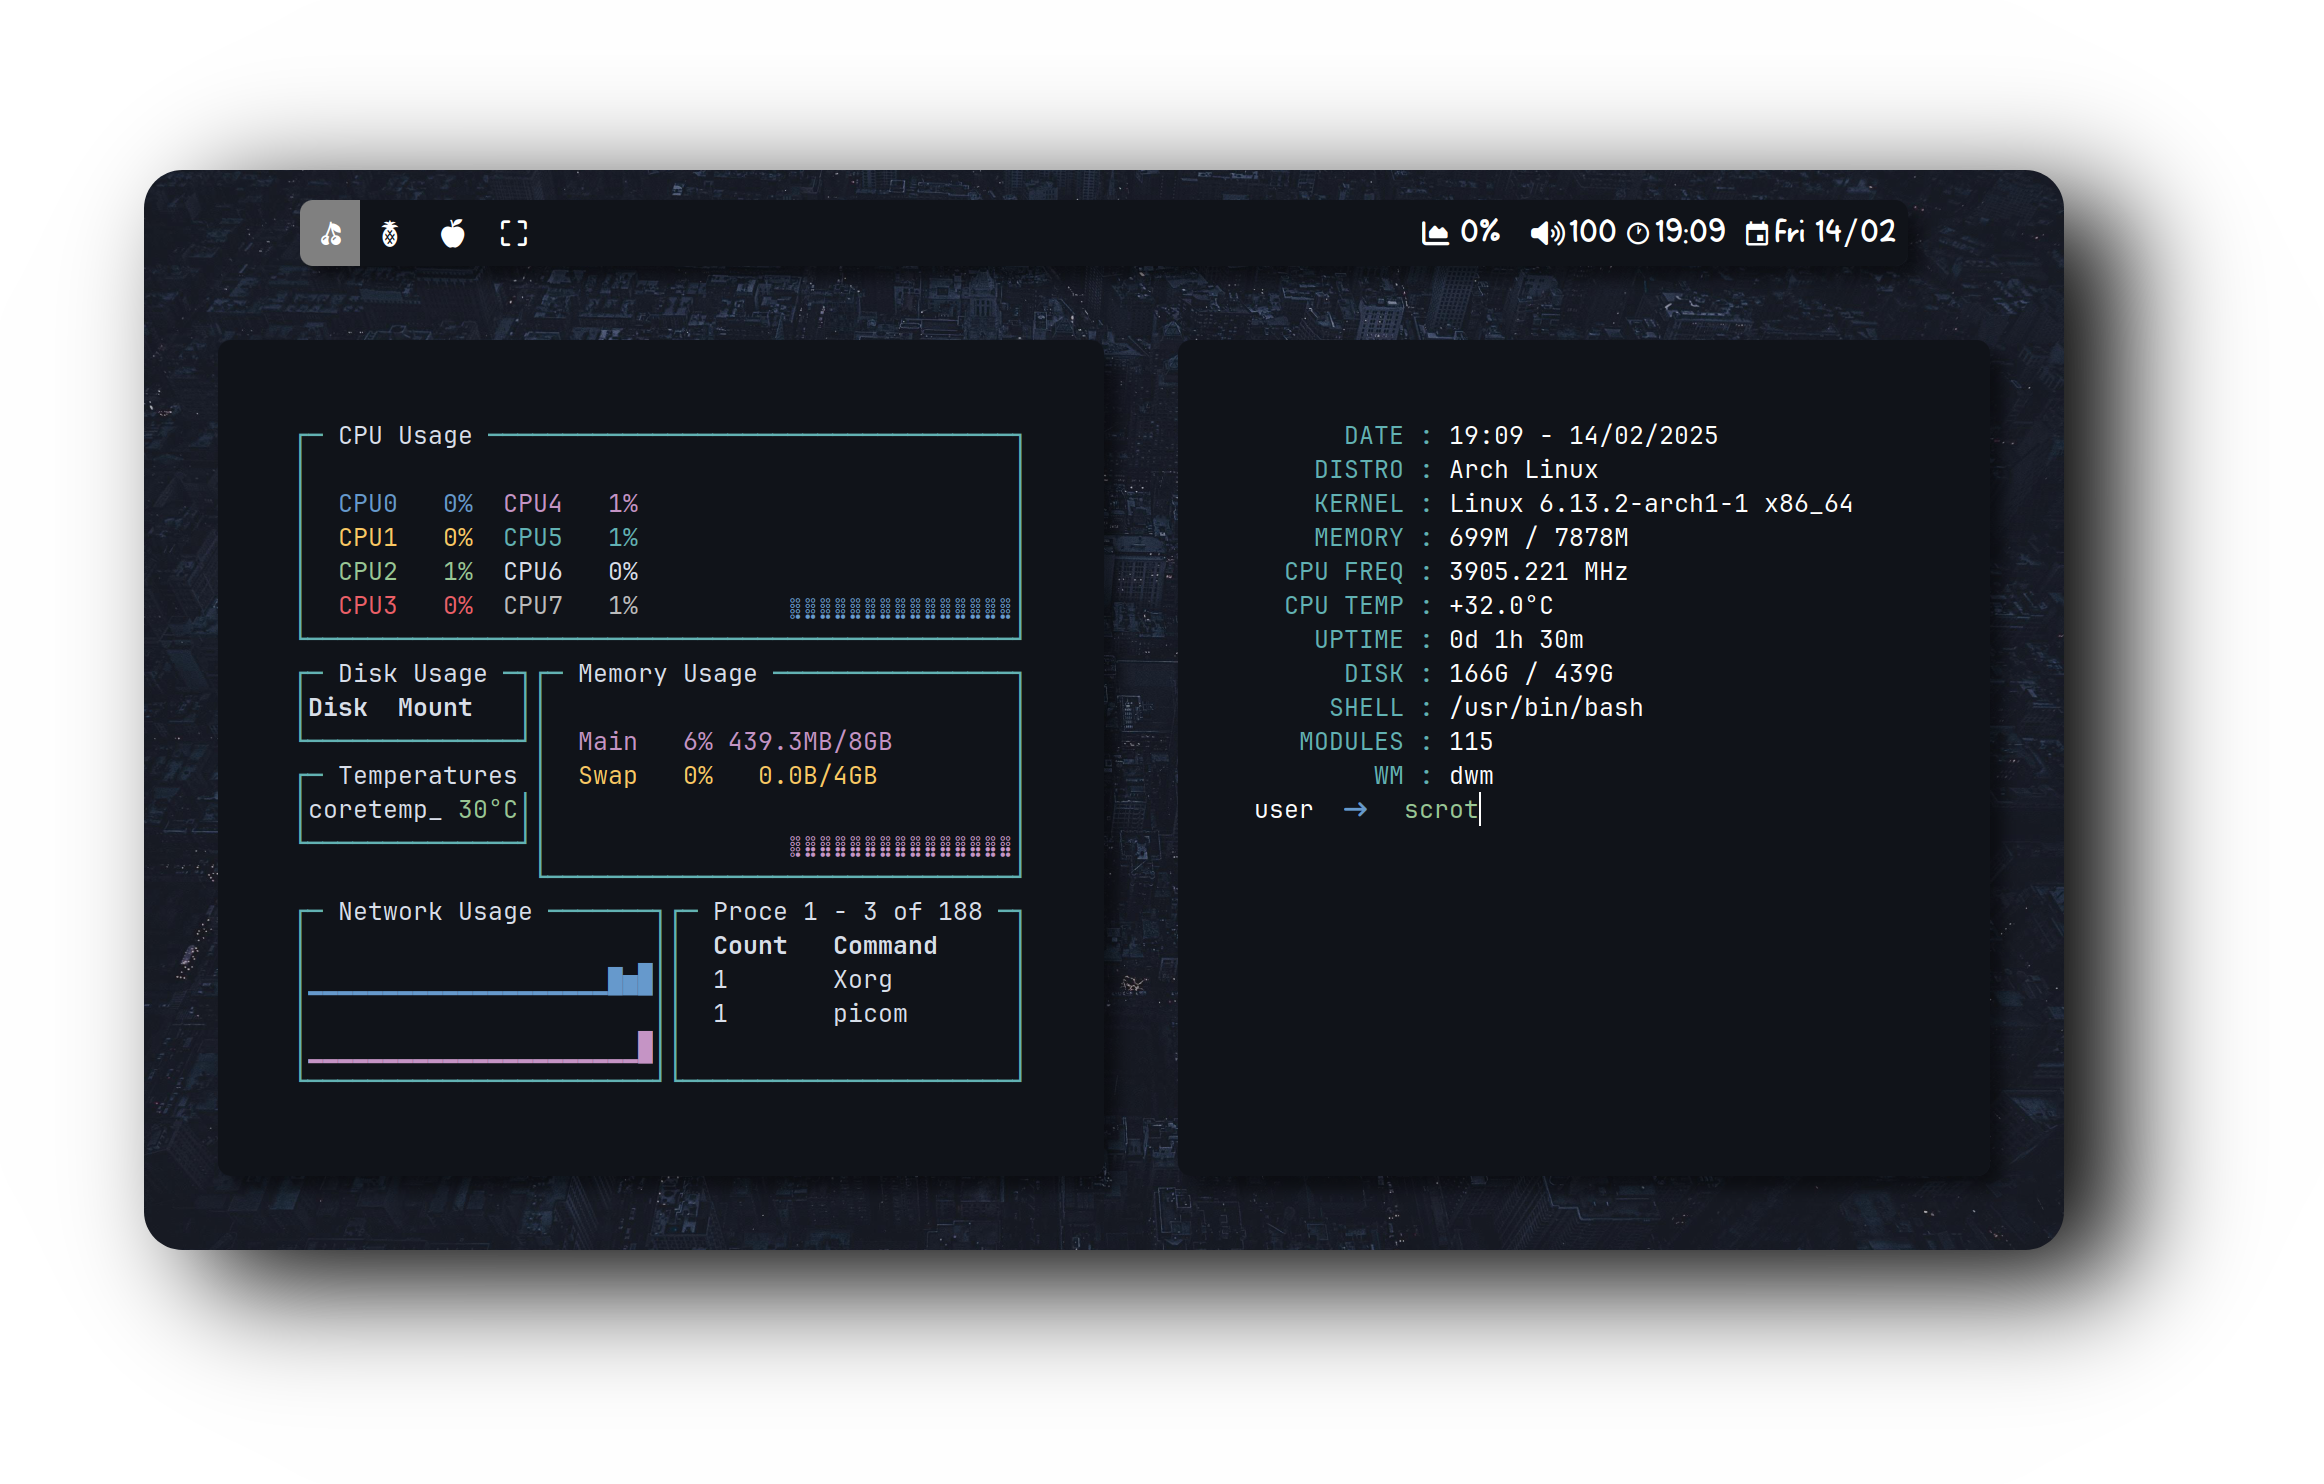 0% 100 19:09 Fri 14/02
CPU Usage
CPU0 0% CPU4 1%
CPU1 0% CPU5 1%
CPU2 1% CPU6 0%
CPU3 0% CPU7 1%
Disk Usage
Disk Mount
Temperatures
coretemp_ 30°C
Memory Usage
Main 6% 439.3MB/8GB
Swap 0% 0.0B/4GB
Network Usage
Proce 1 - 3 of 188
Count Command
1 Xorg
1 picom
DATE : 19:09 - 14/02/2025
DISTRO : Arch Linux
KERNEL : Linux 6.13.2-arch1-1 x86_64
MEMORY : 699M / 7878M
CPU FREQ : 3905.221 MHz
CPU TEMP : +32.0°C
UPTIME : 0d 1h 30m
DISK : 166G / 439G
SHELL : /usr/bin/bash
MODULES : 115
WM : dwm
user → scrot